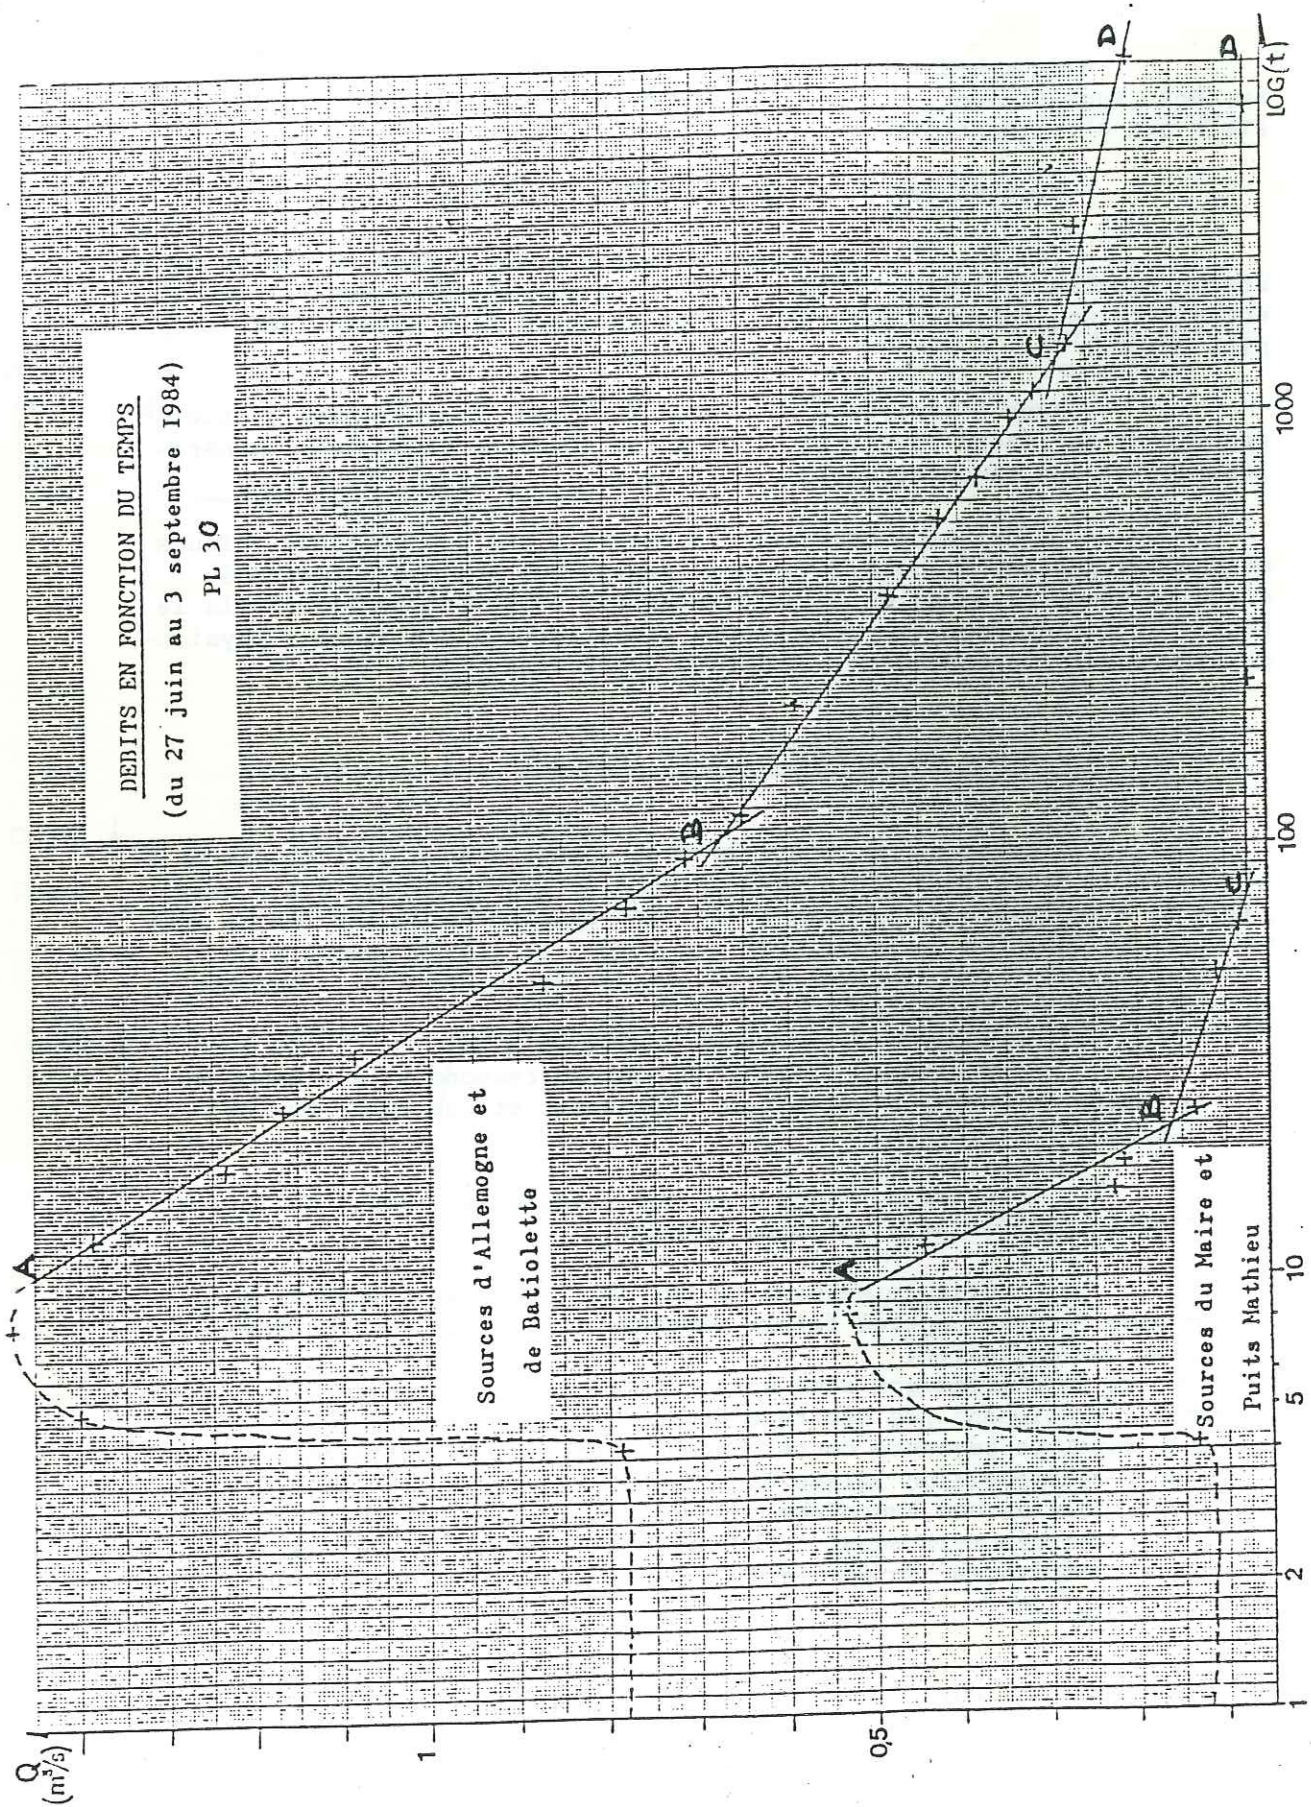 DEBITS EN FONCTION DU TEMPS
(du 27 juin au 3 septembre 1984)
PL 30
Q
(m³/s)
1
0,5
A
B
C
D
Sources d'Allemogne et
de Batiolette
A
B
C
D
Sources du Maire et
Puits Mathieu
1
2
5
10
100
1000
LOG(t)